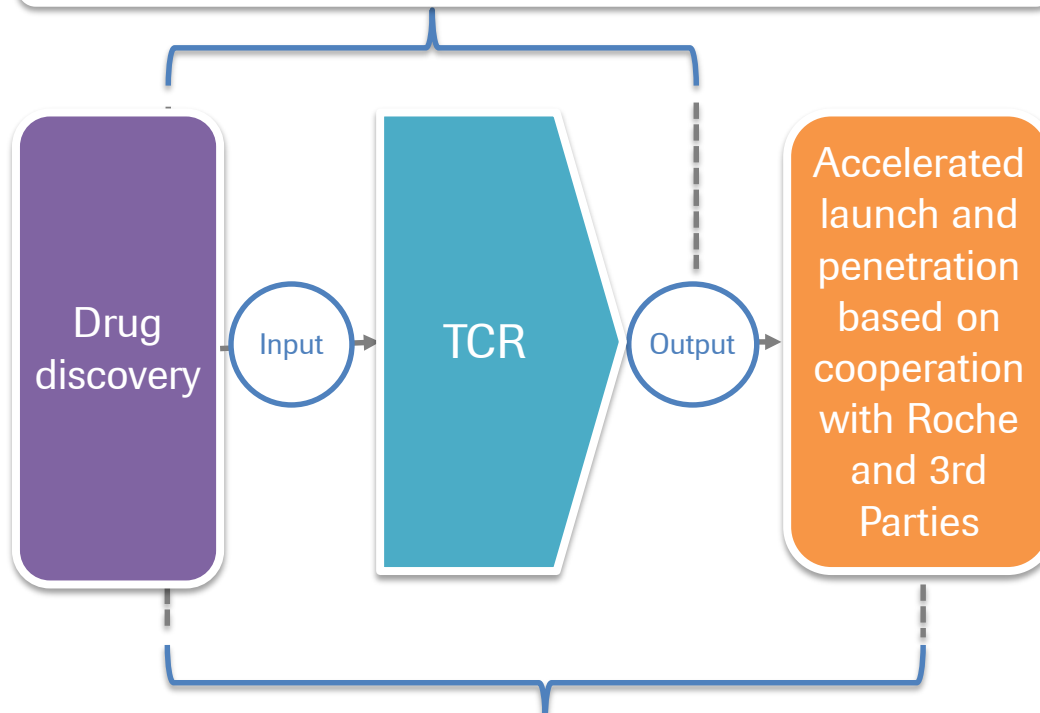 Drug
discovery
Input
TCR
Output
Accelerated
launch and
penetration
based on
cooperation
with Roche
and 3rd
Parties